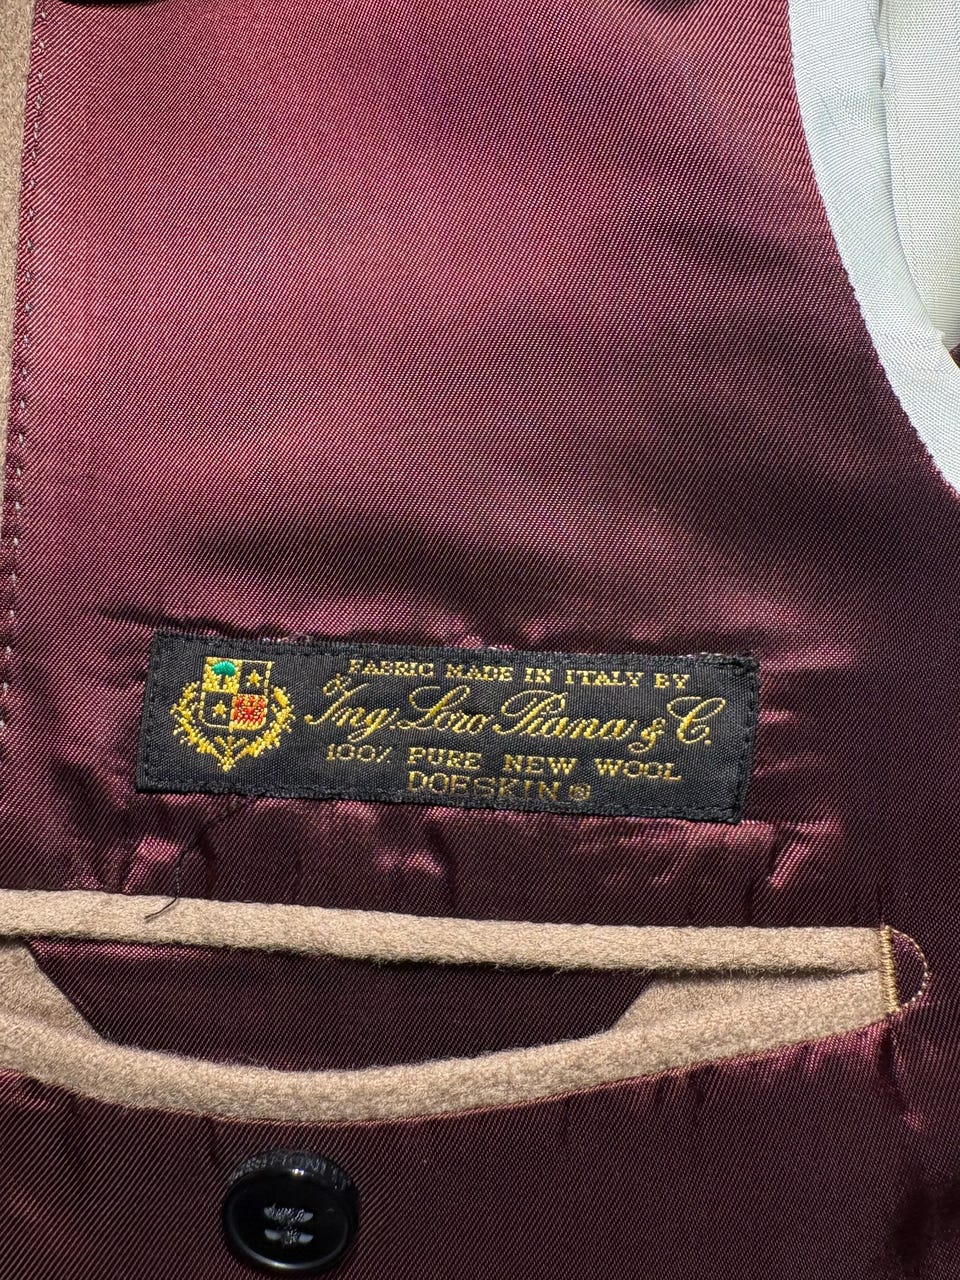 FABRIC MADE IN ITALY BY
Ing. Loro Piana & C.
100% PURE NEW WOOL
DOESKIN ®